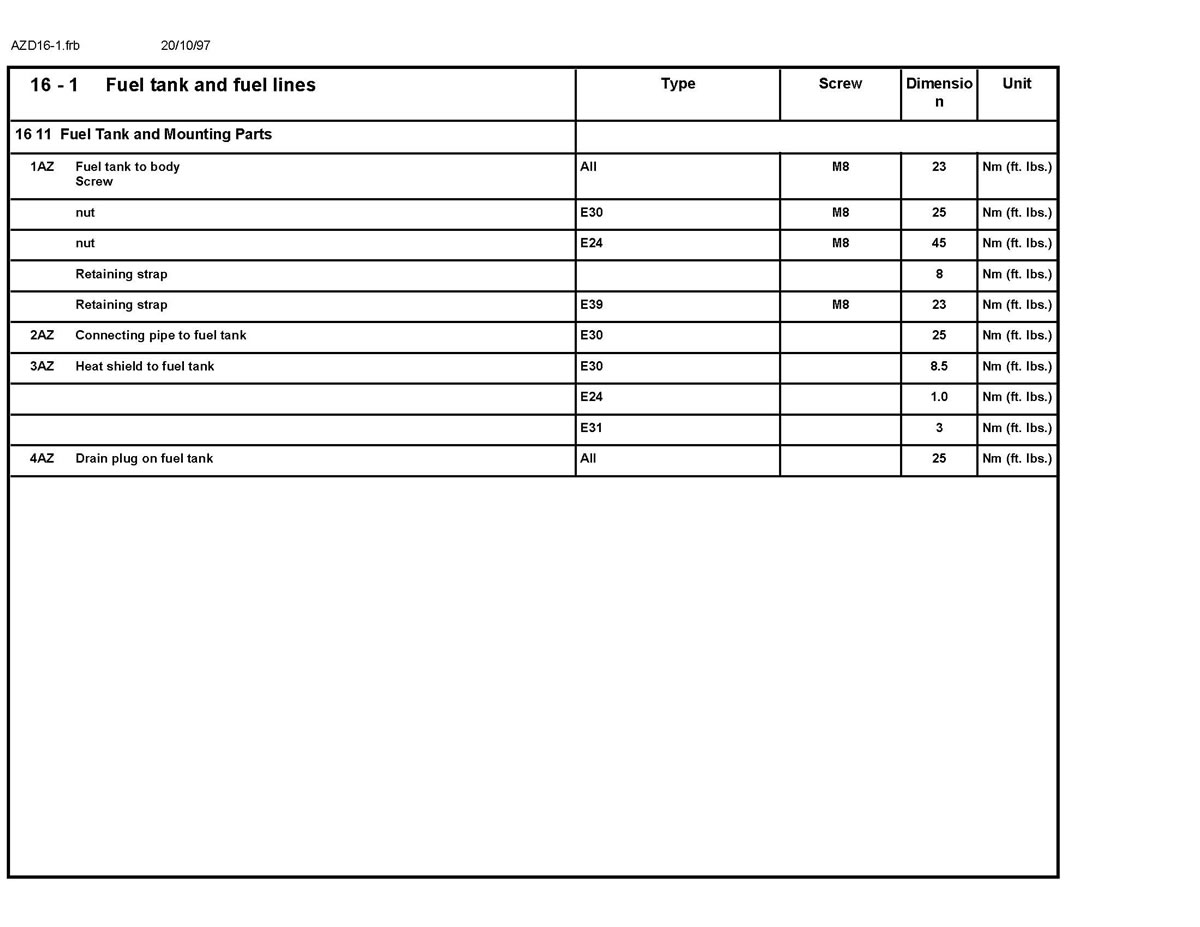 AZD16-1.frb 20/10/97
16 - 1 Fuel tank and fuel lines Type Screw Dimensio
n Unit
16 11 Fuel Tank and Mounting Parts
1AZ Fuel tank to body All M8 23 Nm (ft. lbs.)
Screw
nut E30 M8 25 Nm (ft. lbs.)
nut E24 M8 45 Nm (ft. lbs.)
Retaining strap 8 Nm (ft. lbs.)
Retaining strap E39 M8 23 Nm (ft. lbs.)
2AZ Connecting pipe to fuel tank E30 25 Nm (ft. lbs.)
3AZ Heat shield to fuel tank E30 8.5 Nm (ft. lbs.)
E24 1.0 Nm (ft. lbs.)
E31 3 Nm (ft. lbs.)
4AZ Drain plug on fuel tank All 25 Nm (ft. lbs.)